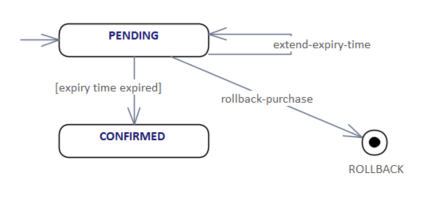 PENDING
extend-expiry-time
[expiry time expired]
rollback-purchase
CONFIRMED
ROLLBACK